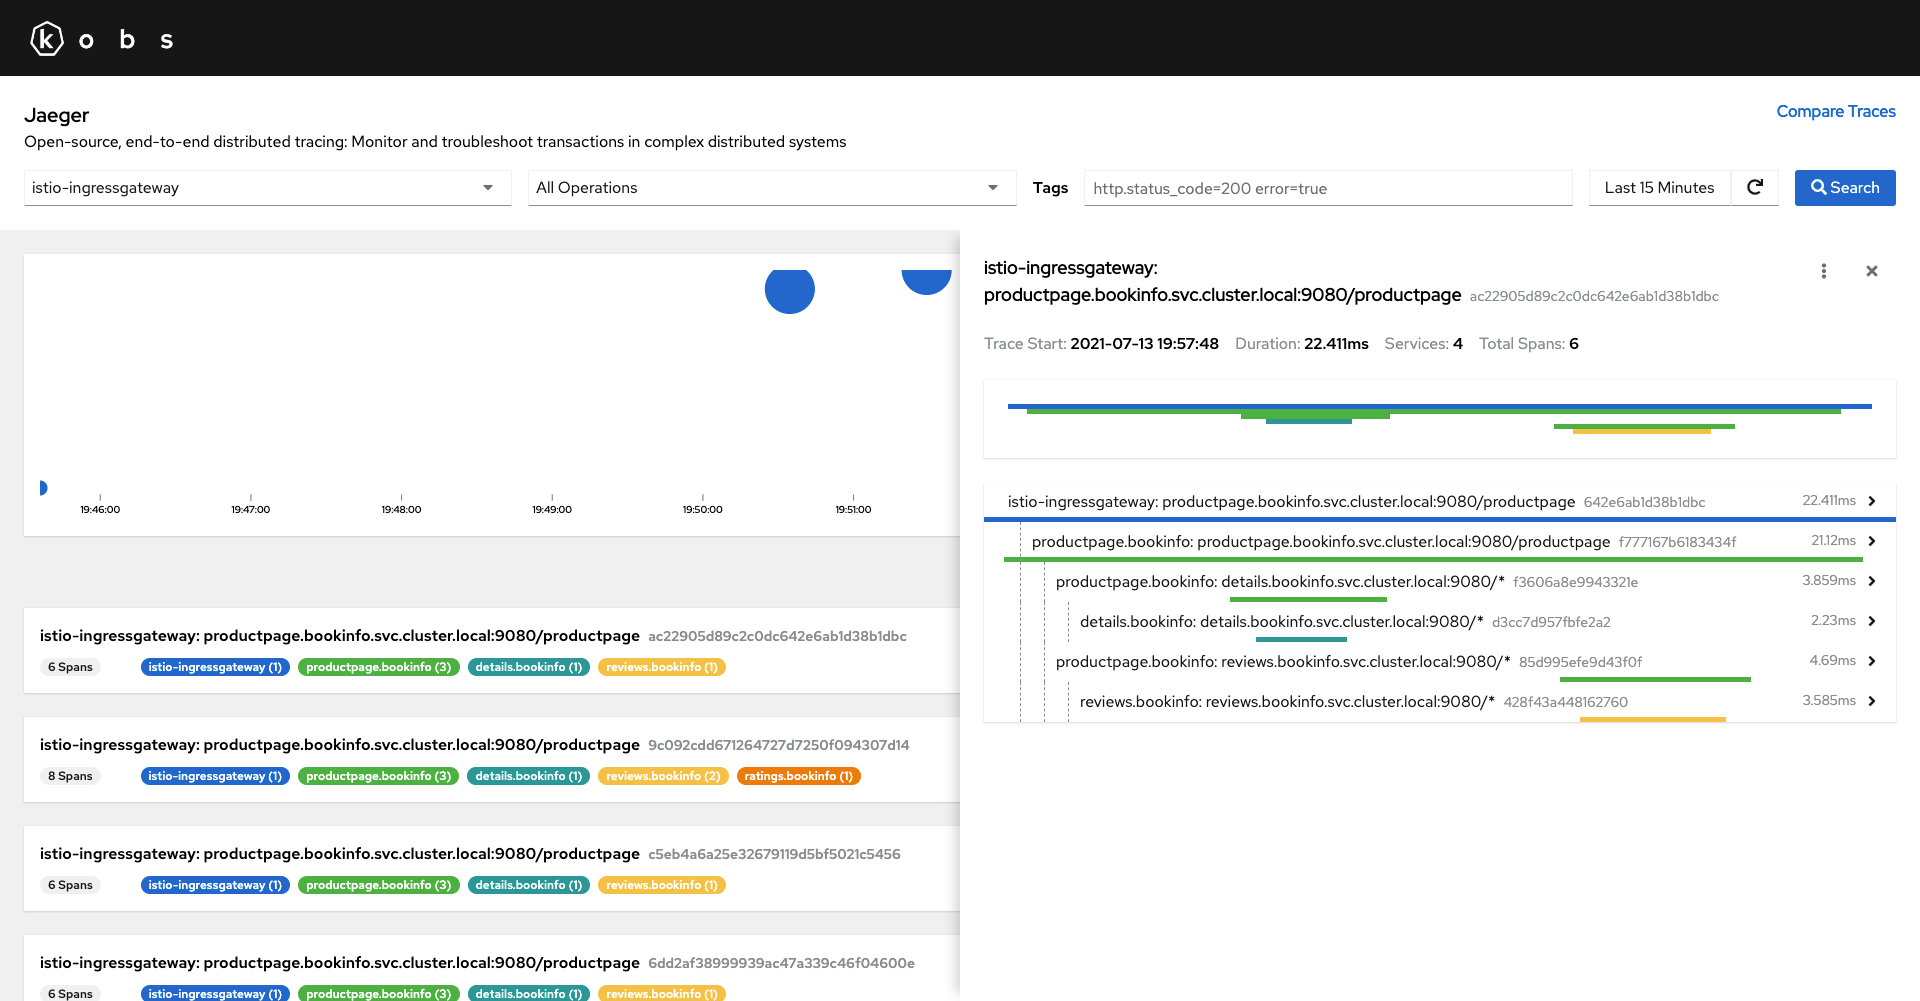 k o b s
Jaeger
Compare Traces
Open-source, end-to-end distributed tracing: Monitor and troubleshoot transactions in complex distributed systems
istio-ingressgateway
All Operations
Tags
http.status_code=200 error=true
Last 15 Minutes
Search
19:46:00
19:47:00
19:48:00
19:49:00
19:50:00
19:51:00
istio-ingressgateway: productpage.bookinfo.svc.cluster.local:9080/productpage ac22905d89c2c0dc642e6ab1d38b1dbc
6 Spans istio-ingressgateway (1) productpage.bookinfo (3) details.bookinfo (1) reviews.bookinfo (1)
istio-ingressgateway: productpage.bookinfo.svc.cluster.local:9080/productpage 9c092cdd671264727d7250f094307d14
8 Spans istio-ingressgateway (1) productpage.bookinfo (3) details.bookinfo (1) reviews.bookinfo (2) ratings.bookinfo (1)
istio-ingressgateway: productpage.bookinfo.svc.cluster.local:9080/productpage c5eb4a6a25e32679119d5bf5021c5456
6 Spans istio-ingressgateway (1) productpage.bookinfo (3) details.bookinfo (1) reviews.bookinfo (1)
istio-ingressgateway: productpage.bookinfo.svc.cluster.local:9080/productpage 6dd2af38999939ac47a339c46f04600e
6 Spans istio-ingressgateway (1) productpage.bookinfo (3) details.bookinfo (1) reviews.bookinfo (1)
istio-ingressgateway:
productpage.bookinfo.svc.cluster.local:9080/productpage ac22905d89c2c0dc642e6ab1d38b1dbc
Trace Start: 2021-07-13 19:57:48 Duration: 22.411ms Services: 4 Total Spans: 6
istio-ingressgateway: productpage.bookinfo.svc.cluster.local:9080/productpage 642e6ab1d38b1dbc 22.411ms
productpage.bookinfo: productpage.bookinfo.svc.cluster.local:9080/productpage f777167b6183434f 21.12ms
productpage.bookinfo: details.bookinfo.svc.cluster.local:9080/* f3606a8e9943321e 3.859ms
details.bookinfo: details.bookinfo.svc.cluster.local:9080/* d3cc7d957fbfe2a2 2.23ms
productpage.bookinfo: reviews.bookinfo.svc.cluster.local:9080/* 85d995efe9d43f0f 4.69ms
reviews.bookinfo: reviews.bookinfo.svc.cluster.local:9080/* 428f43a448162760 3.585ms